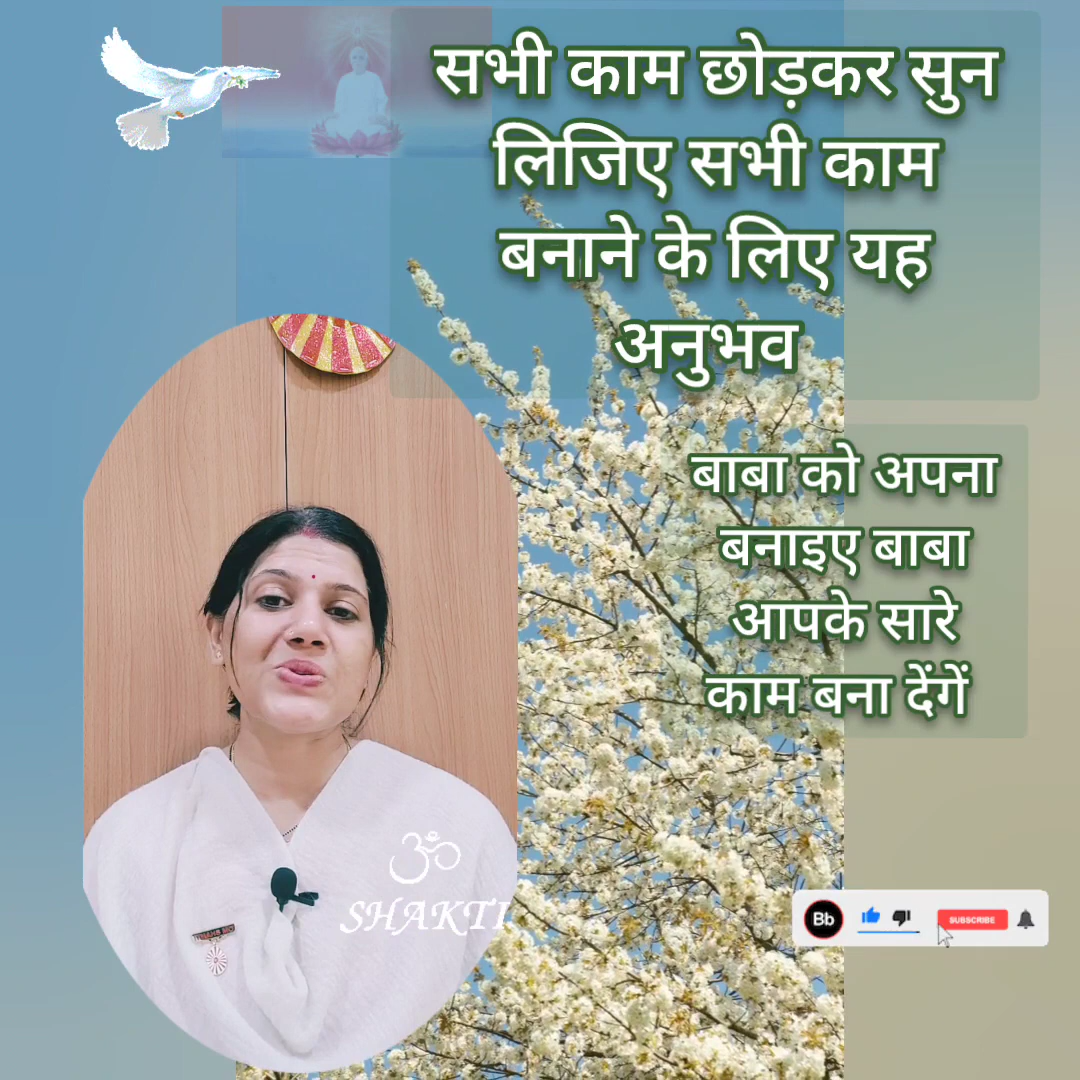 सभी काम छोड़कर सुन
लिजिए सभी काम
बनाने के लिए यह
अनुभव
बाबा को अपना
बनाइए बाबा
आपके सारे
काम बना देंगें
ॐ
SHAKTI
Bb
SUBSCRIBE